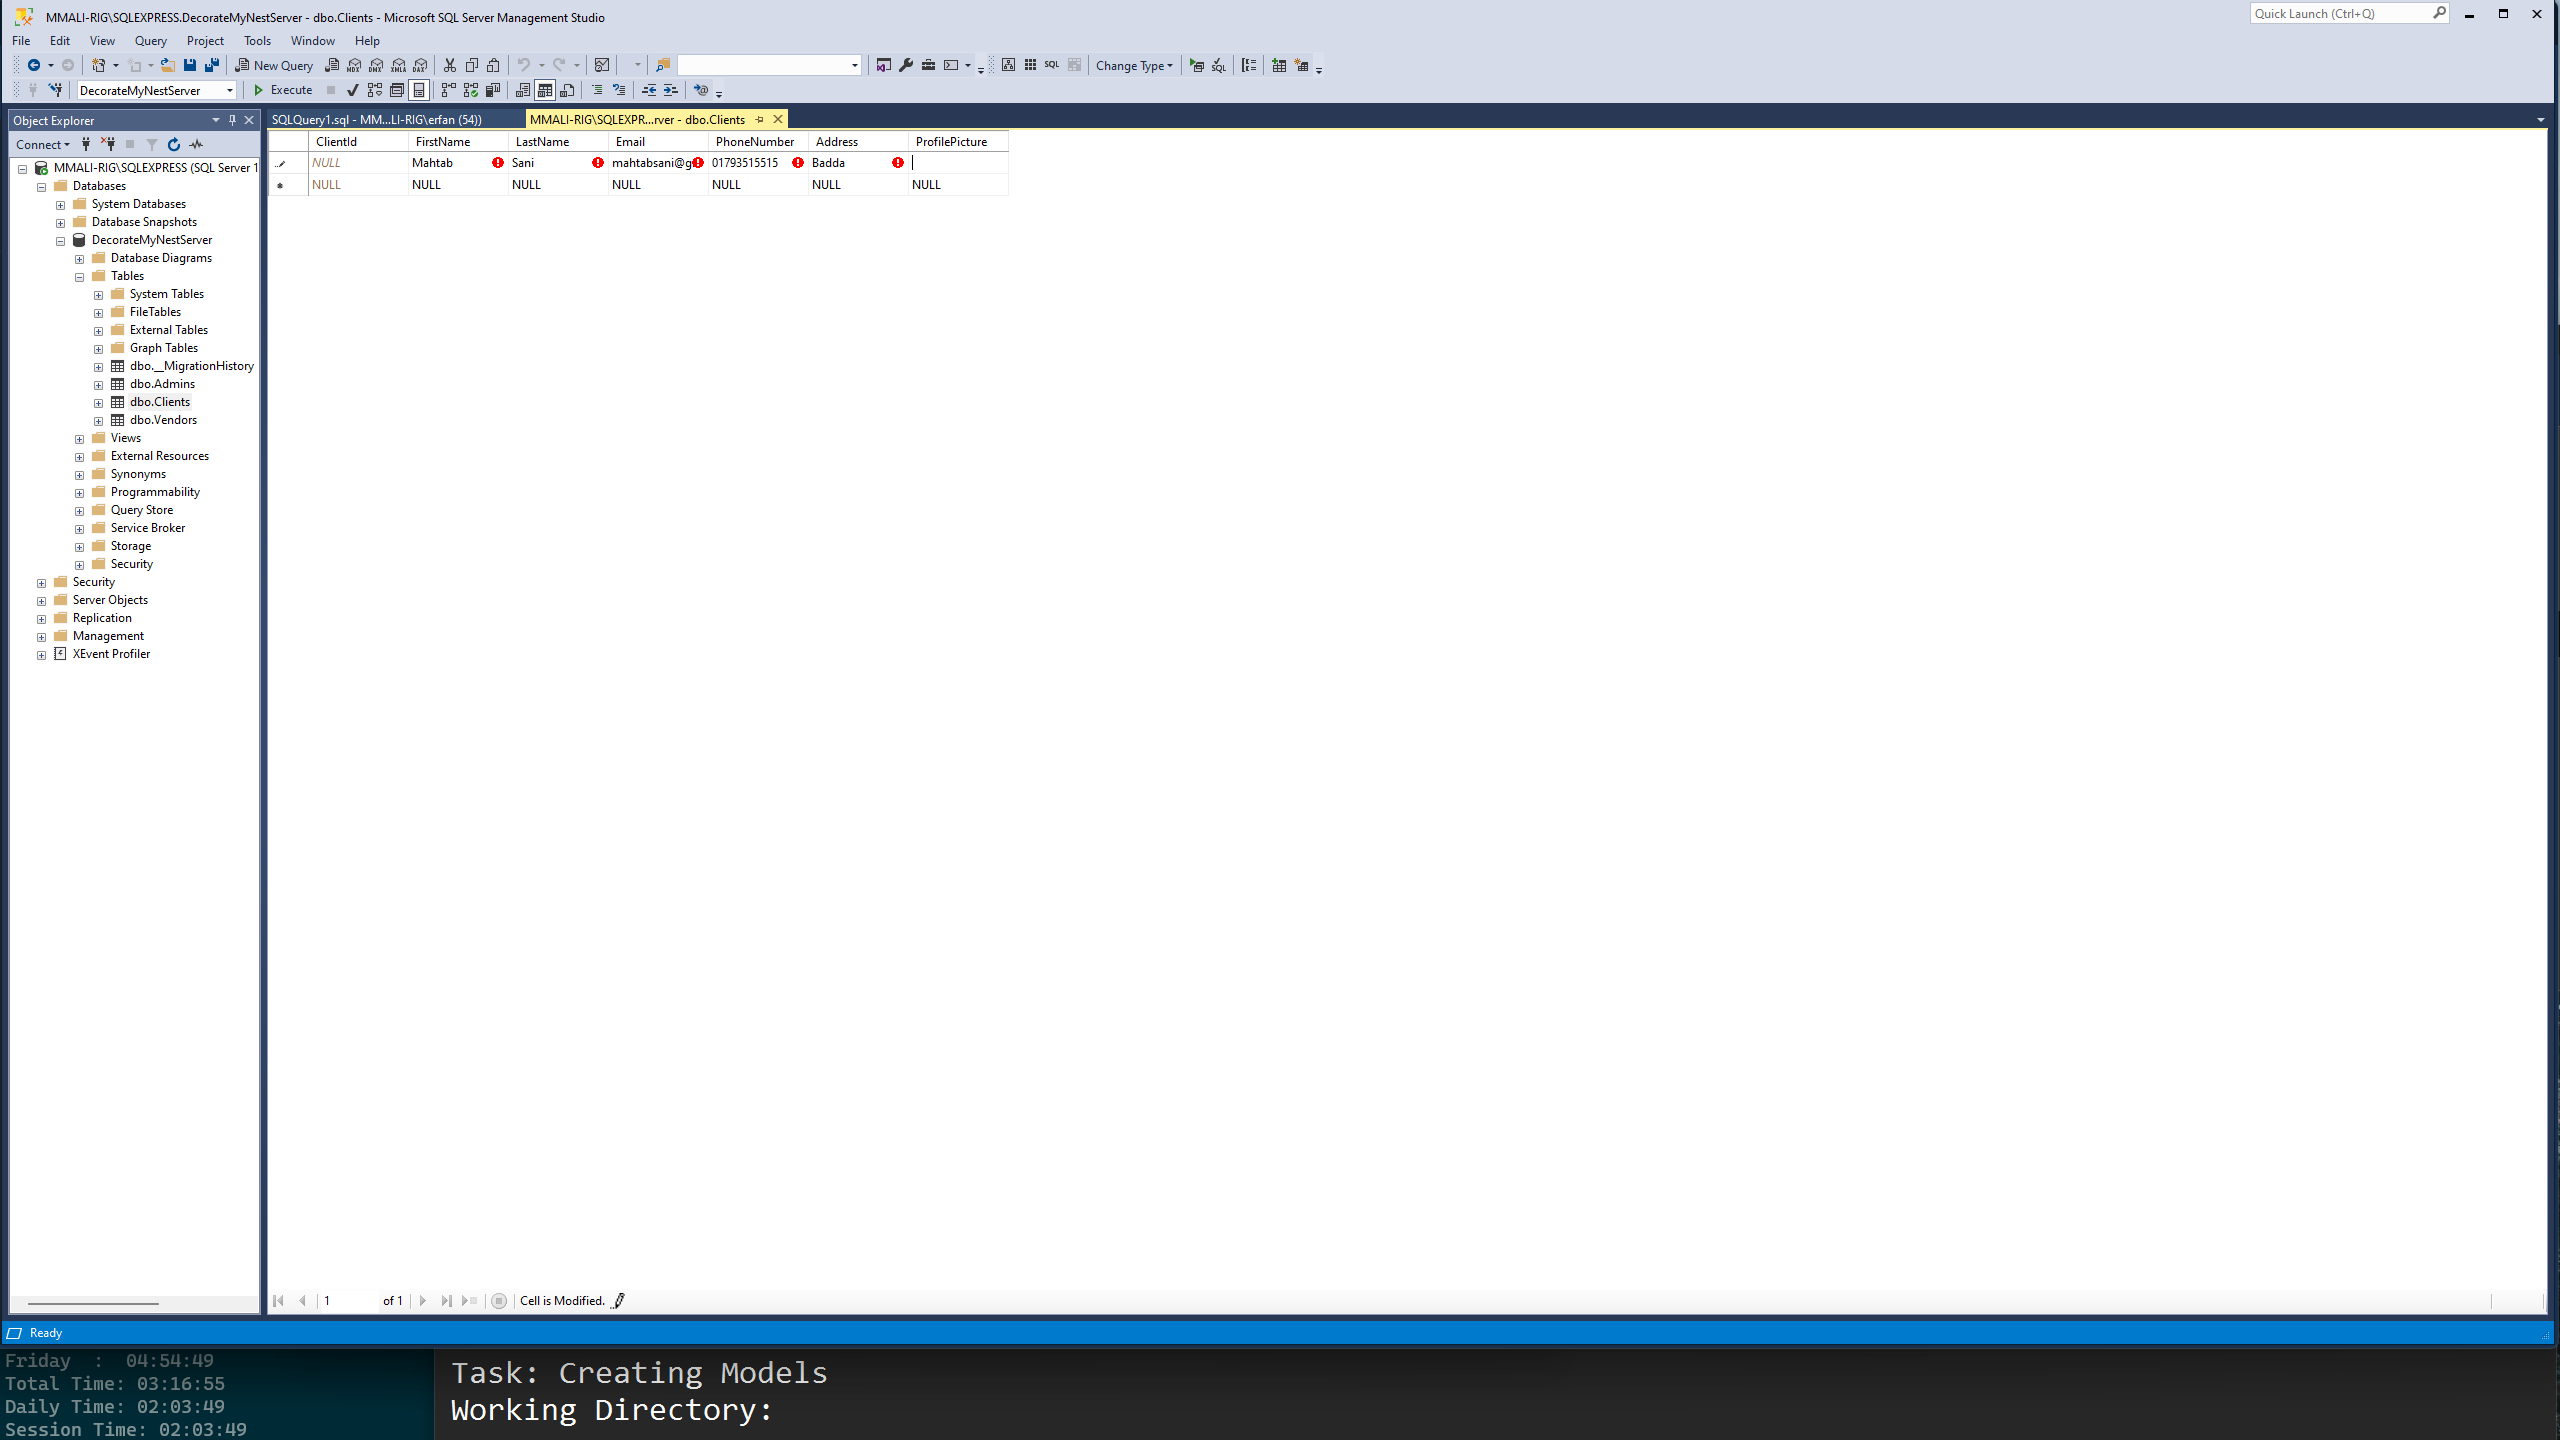 MMALI-RIG\SQLEXPRESS.DecorateMyNestServer - dbo.Clients - Microsoft SQL Server Management Studio
Quick Launch (Ctrl+Q)
File Edit View Query Project Tools Window Help
New Query MDX DMX XMLA DAX SQL Change Type SQL
DecorateMyNestServer Execute
Object Explorer
SQLQuery1.sql - MM...LI-RIG\erfan (54))
MMALI-RIG\SQLEXPR...rver - dbo.Clients
Connect
MMALI-RIG\SQLEXPRESS (SQL Server 1
Databases
System Databases
Database Snapshots
DecorateMyNestServer
Database Diagrams
Tables
System Tables
FileTables
External Tables
Graph Tables
dbo.__MigrationHistory
dbo.Admins
dbo.Clients
dbo.Vendors
Views
External Resources
Synonyms
Programmability
Query Store
Service Broker
Storage
Security
Security
Server Objects
Replication
Management
XEvent Profiler
ClientId FirstName LastName Email PhoneNumber Address ProfilePicture
NULL Mahtab Sani mahtabsani@g 01793515515 Badda
NULL NULL NULL NULL NULL NULL NULL
1 of 1 Cell is Modified.
Ready
Friday : 04:54:49
Total Time: 03:16:55
Daily Time: 02:03:49
Session Time: 02:03:49
Task: Creating Models
Working Directory: